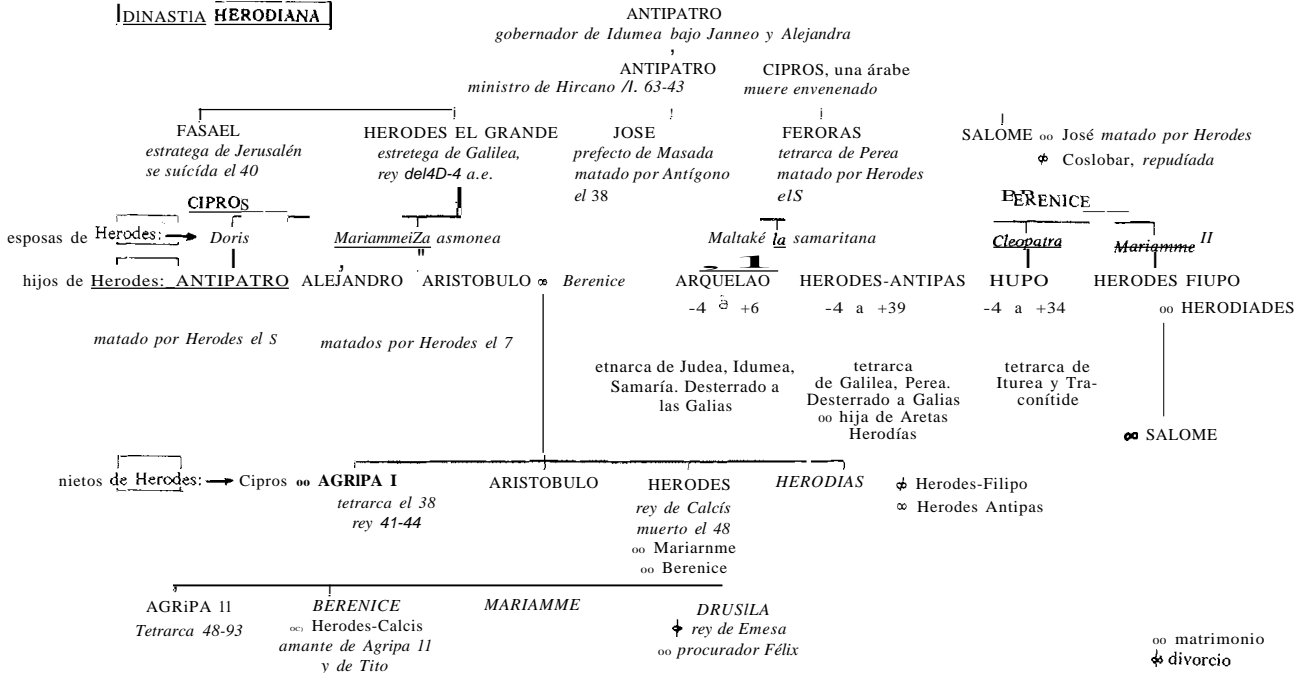 DINASTIA HERODIANA
ANTIPATRO
gobernador de Idumea bajo Janneo y Alejandra
ANTIPATRO CIPROS, una árabe
ministro de Hircano /l. 63-43 muere envenenado
FASAEL HERODES EL GRANDE JOSE FERORAS SALOME oo José matado por Herodes
estratega de Jerusalén estretega de Galilea, prefecto de Masada tetrarca de Perea ϕ Coslobar, repudíada
se suícída el 40 rey del4D-4 a.e. matado por Antígono matado por Herodes
el 38 elS
CIPROS BERENICE
esposas de Herodes: → Doris MariammeiZa asmonea Maltaké la samaritana Cleopatra Mariamme II
hijos de Herodes: ANTIPATRO ALEJANDRO ARISTOBULO ∞ Berenice ARQUELAO HERODES-ANTIPAS HUPO HERODES FIUPO
-4 a +6 -4 a +39 -4 a +34 oo HERODIADES
matado por Herodes el S matados por Herodes el 7
etnarca de Judea, Idumea, tetrarca tetrarca de
Samaría. Desterrado a de Galilea, Perea. Iturea y Tra-
las Galias Desterrado a Galias conítide
oo hija de Aretas
Herodías
∞ SALOME
nietos de Herodes: → Cipros oo AGRIPA I ARISTOBULO HERODES HERODIAS ϕ Herodes-Filipo
tetrarca el 38 rey de Calcís ∞ Herodes Antipas
rey 41-44 muerto el 48
oo Mariarnme
oo Berenice
AGRiPA 11 BERENICE MARIAMME DRUSlLA
Tetrarca 48-93 oc) Herodes-Calcis ϕ rey de Emesa
amante de Agripa 11 oo procurador Félix
y de Tito
oo matrimonio
ϕ divorcio